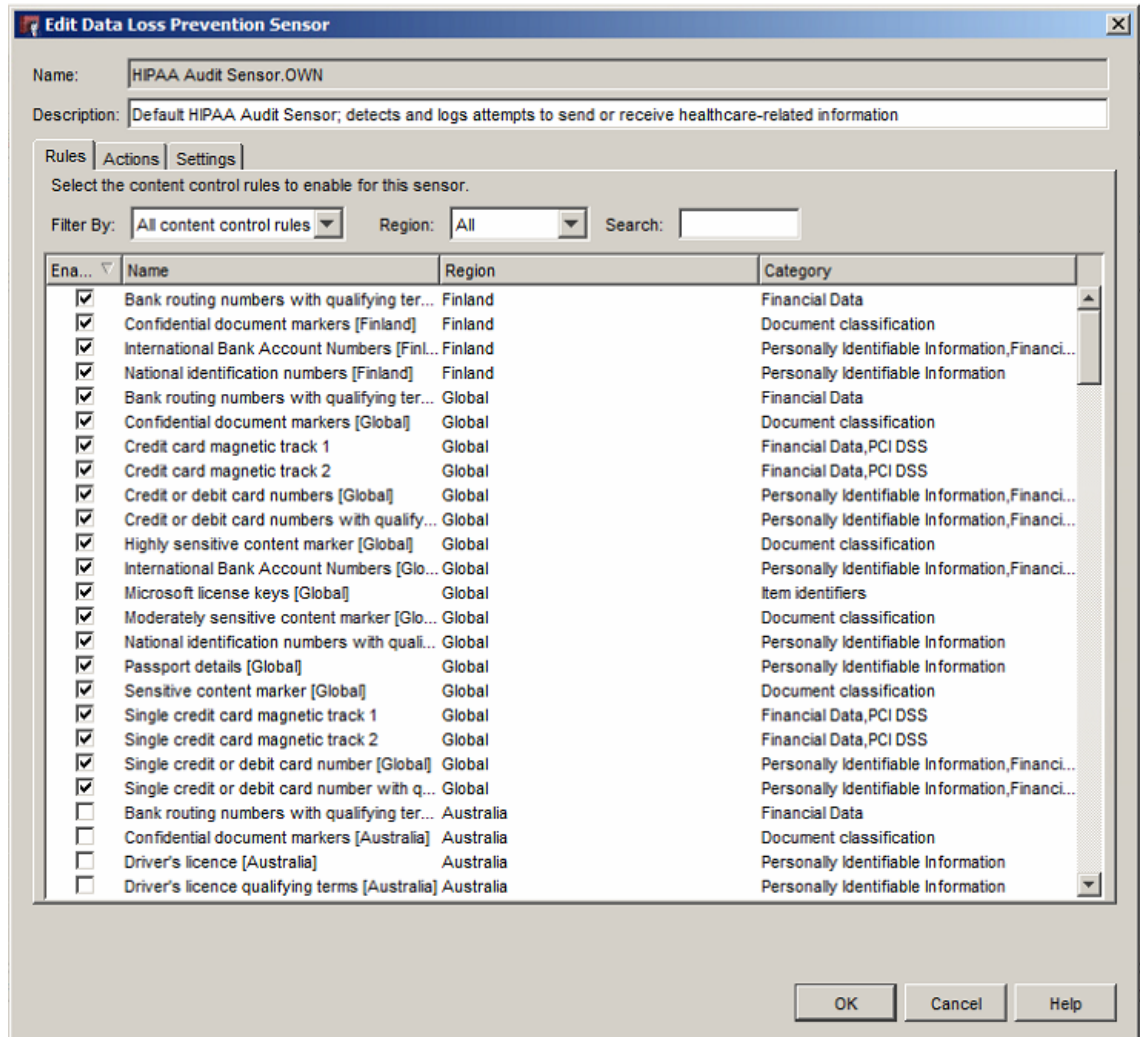 Edit Data Loss Prevention Sensor
Name: HIPAA Audit Sensor.OWN
Description: Default HIPAA Audit Sensor; detects and logs attempts to send or receive healthcare-related information
Rules Actions Settings
Select the content control rules to enable for this sensor.
Filter By: All content control rules Region: All Search:
Ena... Name Region Category
Bank routing numbers with qualifying ter... Finland Financial Data
Confidential document markers [Finland] Finland Document classification
International Bank Account Numbers [Finl... Finland Personally Identifiable Information,Financi...
National identification numbers [Finland] Finland Personally Identifiable Information
Bank routing numbers with qualifying ter... Global Financial Data
Confidential document markers [Global] Global Document classification
Credit card magnetic track 1 Global Financial Data,PCI DSS
Credit card magnetic track 2 Global Financial Data,PCI DSS
Credit or debit card numbers [Global] Global Personally Identifiable Information,Financi...
Credit or debit card numbers with qualify... Global Personally Identifiable Information,Financi...
Highly sensitive content marker [Global] Global Document classification
International Bank Account Numbers [Glo... Global Personally Identifiable Information,Financi...
Microsoft license keys [Global] Global Item identifiers
Moderately sensitive content marker [Glo... Global Document classification
National identification numbers with quali... Global Personally Identifiable Information
Passport details [Global] Global Personally Identifiable Information
Sensitive content marker [Global] Global Document classification
Single credit card magnetic track 1 Global Financial Data,PCI DSS
Single credit card magnetic track 2 Global Financial Data,PCI DSS
Single credit or debit card number [Global] Global Personally Identifiable Information,Financi...
Single credit or debit card number with q... Global Personally Identifiable Information,Financi...
Bank routing numbers with qualifying ter... Australia Financial Data
Confidential document markers [Australia] Australia Document classification
Driver's licence [Australia] Australia Personally Identifiable Information
Driver's licence qualifying terms [Australia] Australia Personally Identifiable Information
OK Cancel Help